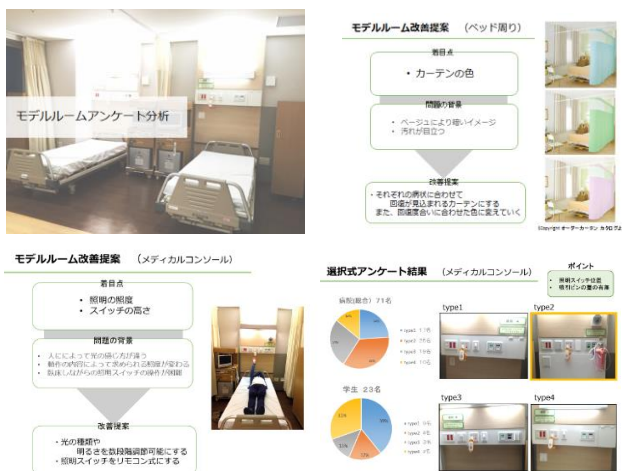 モデルルームアンケート分析
モデルルーム改善提案 （ベッド周り）
着目点
・ カーテンの色
問題の背景
・ ベージュにより暗いイメージ
・ 汚れが目立つ
改善提案
・それぞれの病状に合わせて
回復が見込まれるカーテンにする
また、回復度合いに合わせた色に変えていく
モデルルーム改善提案 （メディカルコンソール）
着目点
・ 照明の照度
・ スイッチの高さ
問題の背景
・ 人によって光の感じ方が違う
・ 動作の内容によって求められる照度が変わる
・ 臥床しながらの照明スイッチの操作が困難
改善提案
・光の種類や
明るさを数段階調節可能にする
・照明スイッチをリモコン式にする
選択式アンケート結果 （メディカルコンソール）
ポイント
・ 照明スイッチ位置
病院(総合) 71名
学生 23名
type1
type2
type3
type4